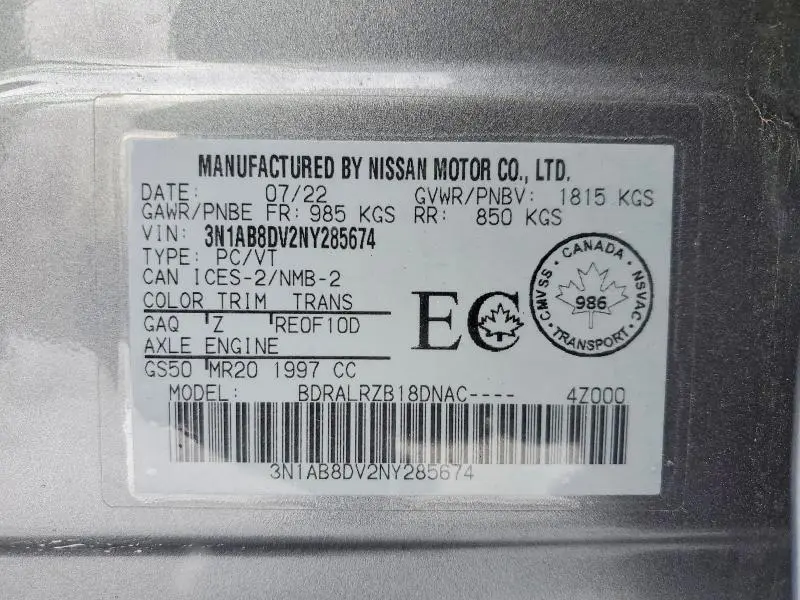 MANUFACTURED BY NISSAN MOTOR CO., LTD.
DATE: 07/22 GVWR/PNBV: 1815 KGS
GAWR/PNBE FR: 985 KGS RR: 850 KGS
VIN: 3N1AB8DV2NY285674
TYPE: PC/VT
CAN ICES-2/NMB-2
COLOR TRIM TRANS
GAQ Z RE0F10D
AXLE ENGINE
GS50 MR20 1997 CC
EC
CANADA
CMVSS 986 NSVAC
TRANSPORT
MODEL: BDRALRZB18DNAC---- 4Z000
3N1AB8DV2NY285674